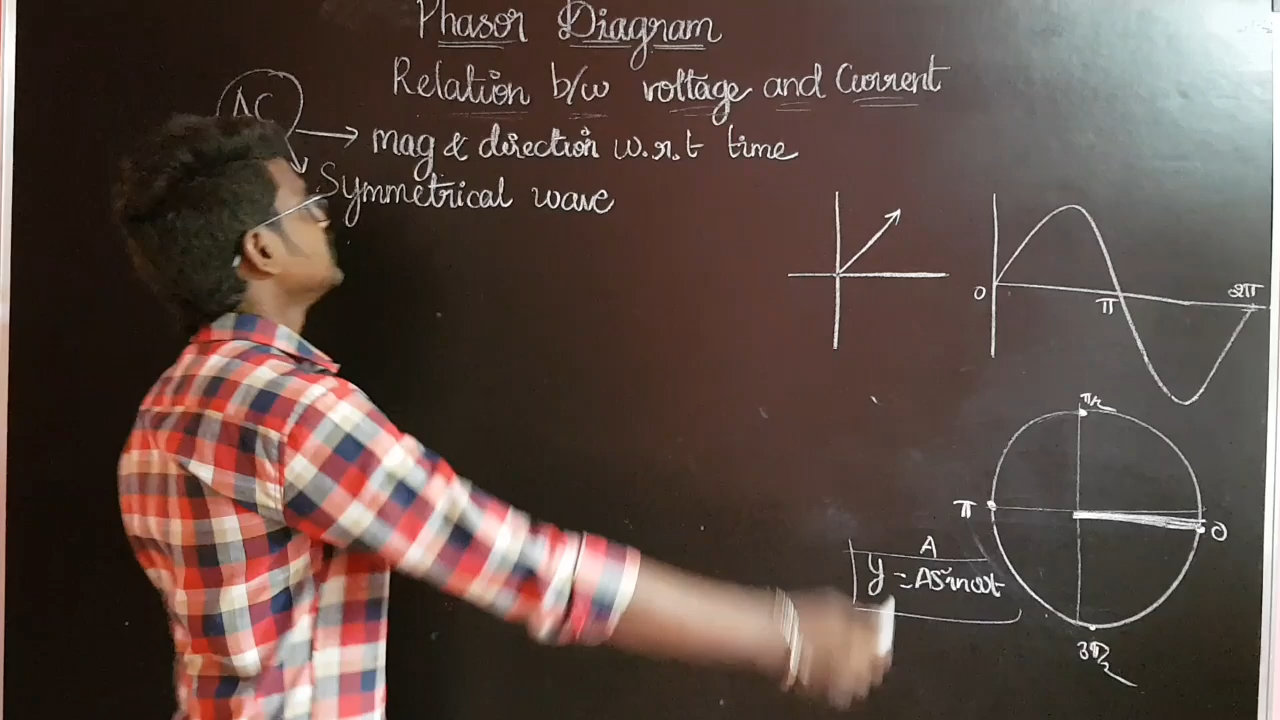 Phasor Diagram
Relation b/w voltage and Current
AC
mag & direction w.r.t time
Symmetrical wave
0
π
2π
π/2
π
0
A
y = A sin ωt
3π/2